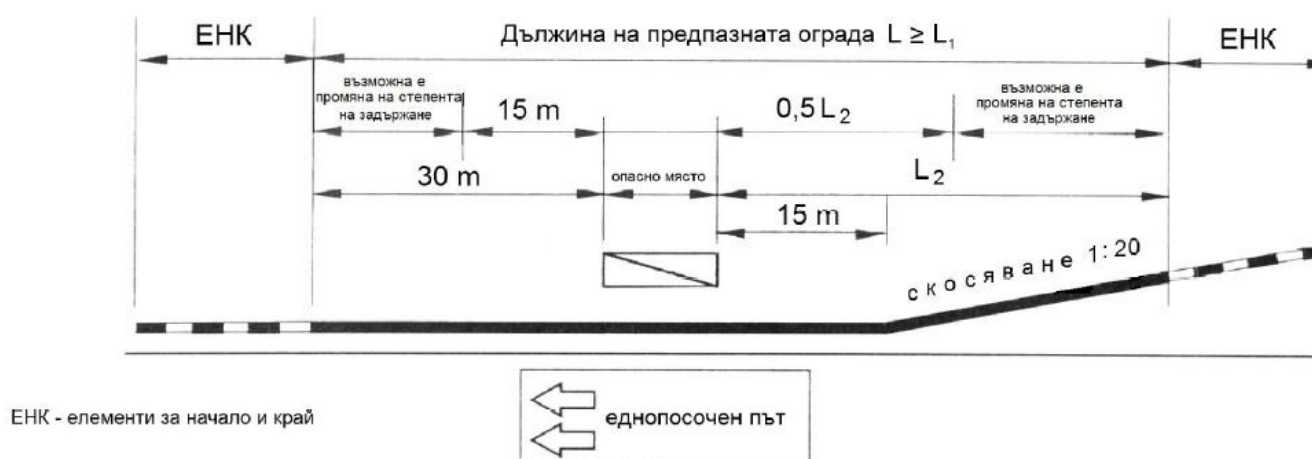 ЕНК
Дължина на предпазната ограда L ≥ L₁
ЕНК
възможна е
промяна на степента
на задържане
15 m
0,5 L₂
възможна е
промяна на степента
на задържане
30 m
опасно място
L₂
15 m
скосяване 1:20
ЕНК - елементи за начало и край
еднопосочен път